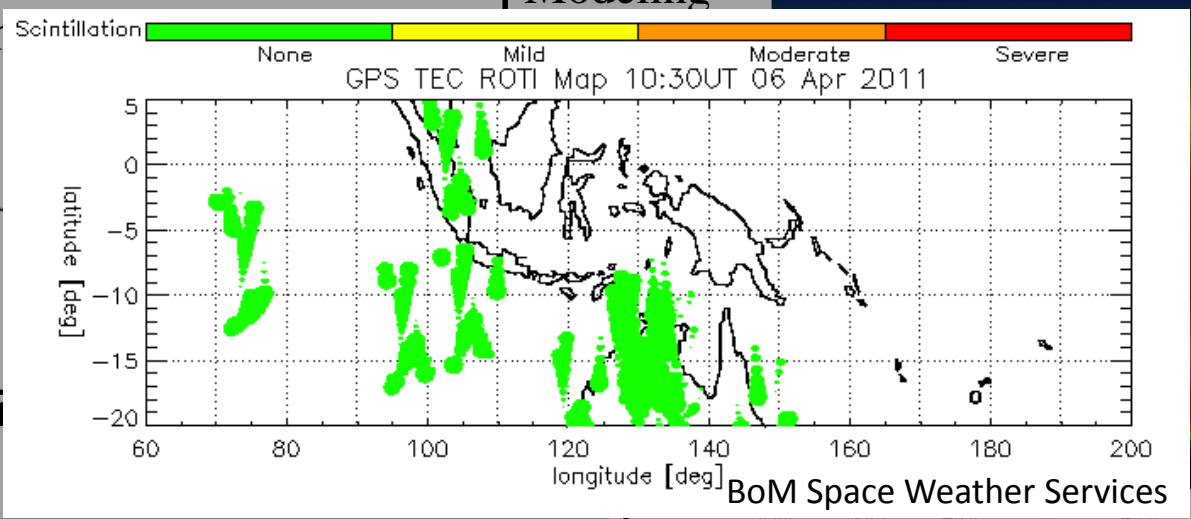 Modeling
Scintillation
None Mild Moderate Severe
GPS TEC ROTI Map 10:30UT 06 Apr 2011
latitude [deg]
5
0
-5
-10
-15
-20
60 80 100 120 140 160 180 200
longitude [deg]
BoM Space Weather Services